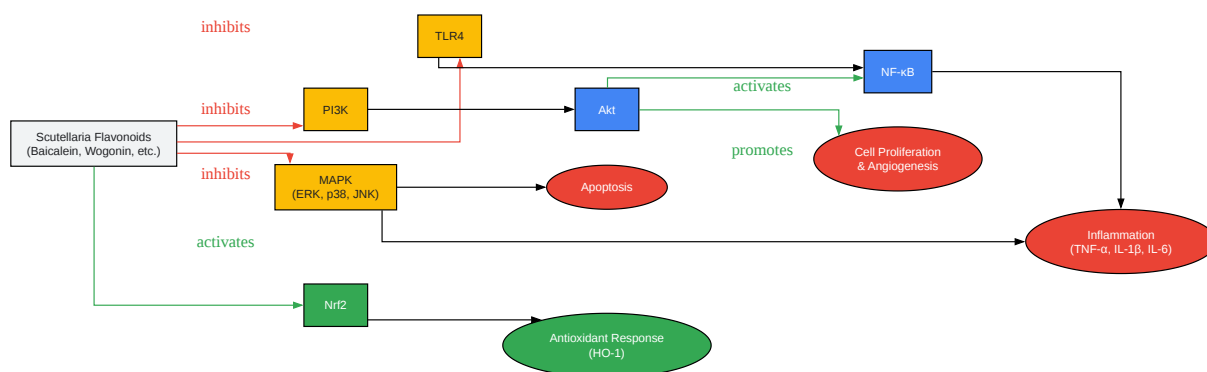 inhibits
TLR4
NF-κB
activates
inhibits
PI3K
Akt
Scutellaria Flavonoids
(Baicalein, Wogonin, etc.)
promotes
Cell Proliferation
& Angiogenesis
inhibits
MAPK
(ERK, p38, JNK)
Apoptosis
activates
Inflammation
(TNF-α, IL-1β, IL-6)
Nrf2
Antioxidant Response
(HO-1)